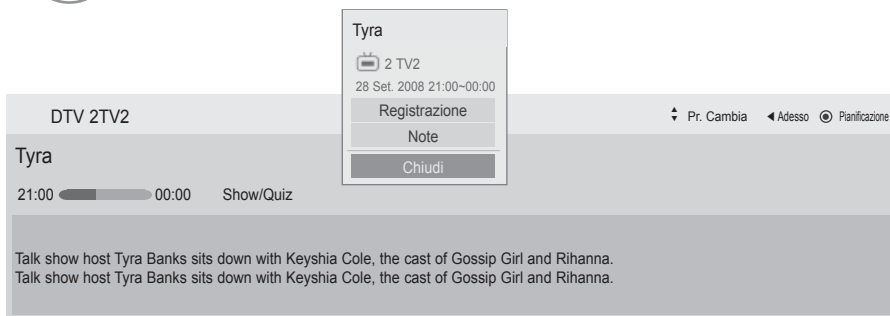 Tyra
2 TV2
28 Set. 2008 21:00~00:00
Registrazione
Note
Chiudi
DTV 2TV2
Pr. Cambia Adesso Pianificazione
Tyra
21:00 00:00 Show/Quiz
Talk show host Tyra Banks sits down with Keyshia Cole, the cast of Gossip Girl and Rihanna.
Talk show host Tyra Banks sits down with Keyshia Cole, the cast of Gossip Girl and Rihanna.